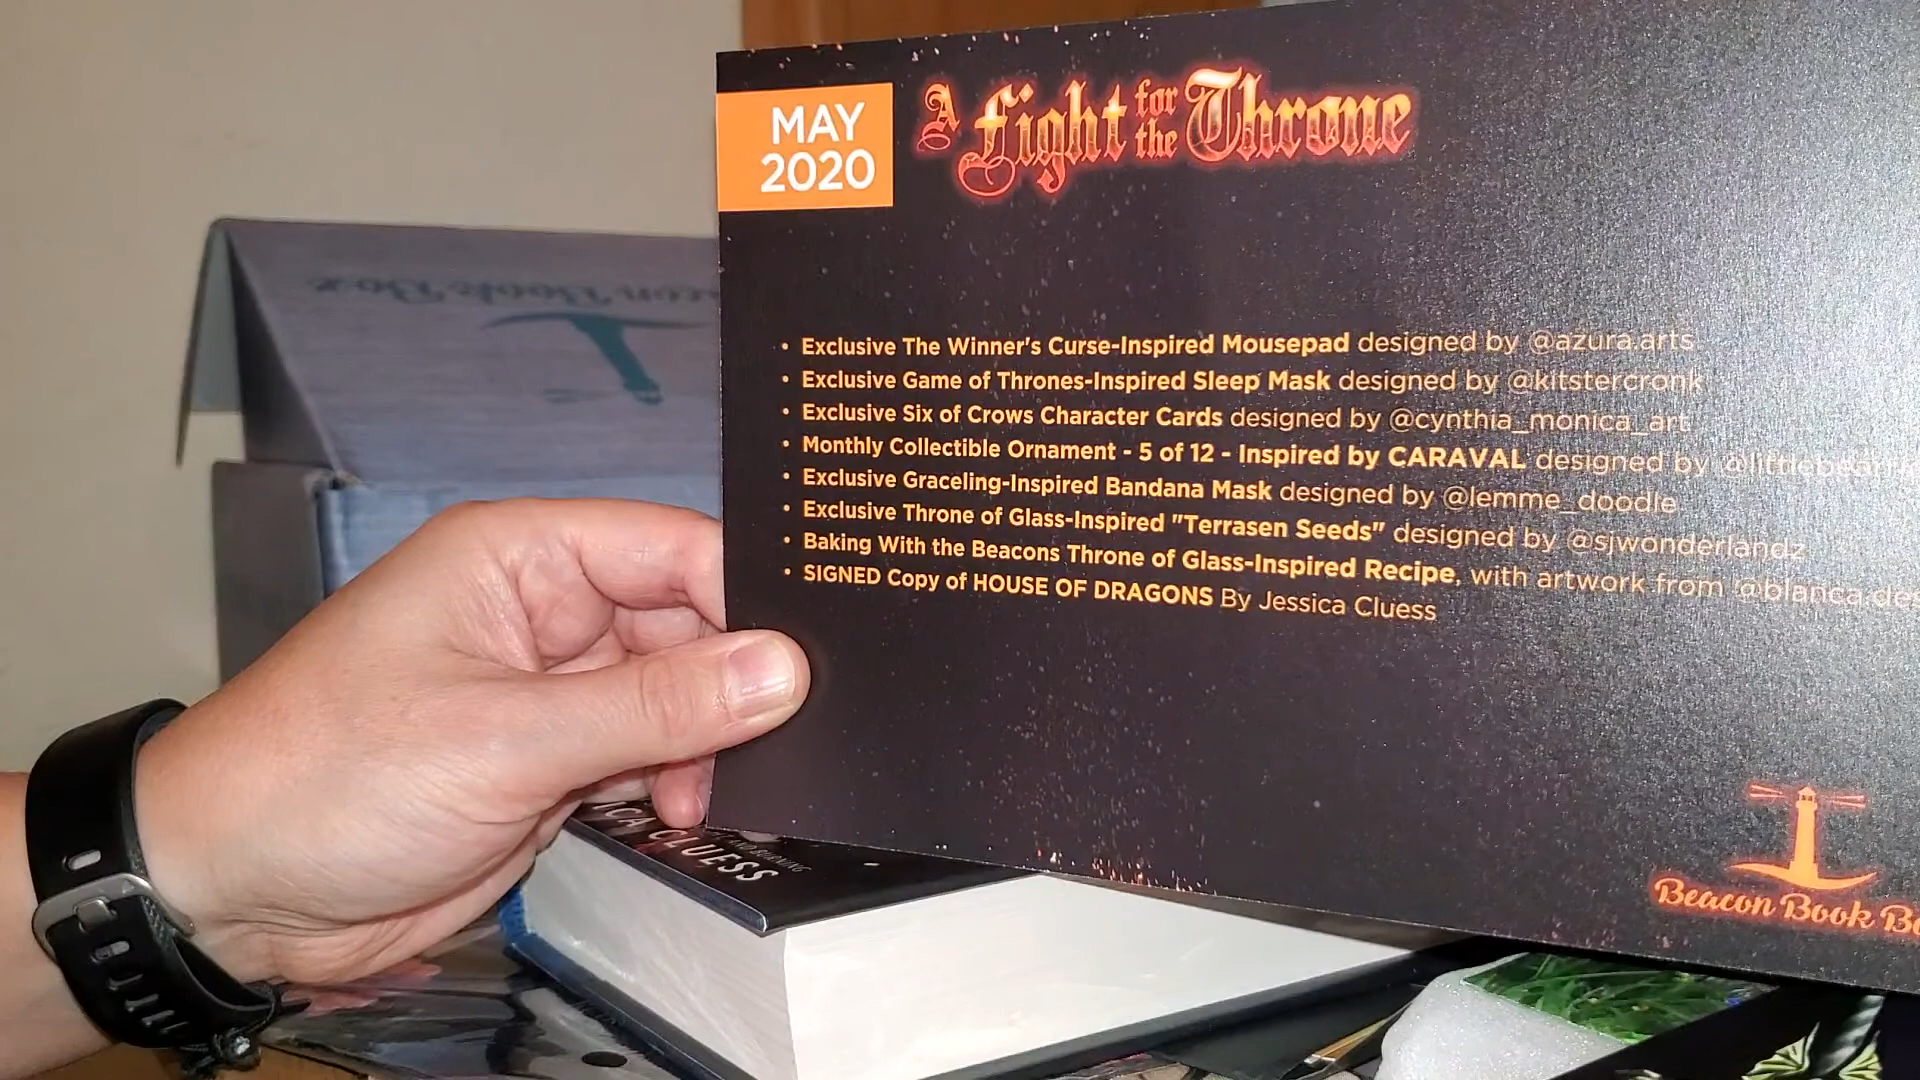 MAY
2020
A Fight for the Throne
Book Box
• Exclusive The Winner's Curse-Inspired Mousepad designed by @azura.arts
• Exclusive Game of Thrones-Inspired Sleep Mask designed by @kitstercronk
• Exclusive Six of Crows Character Cards designed by @cynthia_monica_art
• Monthly Collectible Ornament - 5 of 12 - Inspired by CARAVAL designed by
• Exclusive Graceling-Inspired Bandana Mask designed by @lemme_doodle
• Exclusive Throne of Glass-Inspired "Terrasen Seeds" designed by @sjwonderlandz
• Baking With the Beacons Throne of Glass-Inspired Recipe, with artwork from
• SIGNED Copy of HOUSE OF DRAGONS By Jessica Cluess
CLUESS
Beacon Book